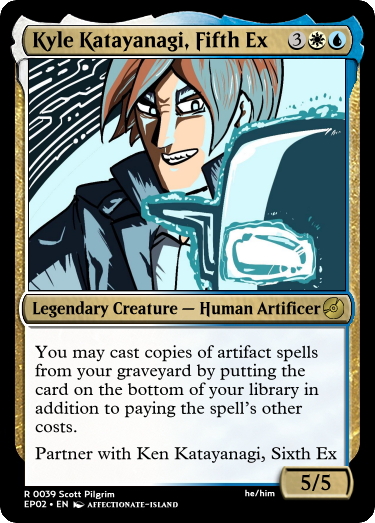 Kyle Katayanagi, Fifth Ex 3
Legendary Creature — Human Artificer
You may cast copies of artifact spells
from your graveyard by putting the
card on the bottom of your library in
addition to paying the spell's other
costs.
Partner with Ken Katayanagi, Sixth Ex
5/5
R 0039 Scott Pilgrim
he/him
EP02 • EN AFFECTIONATE-ISLAND